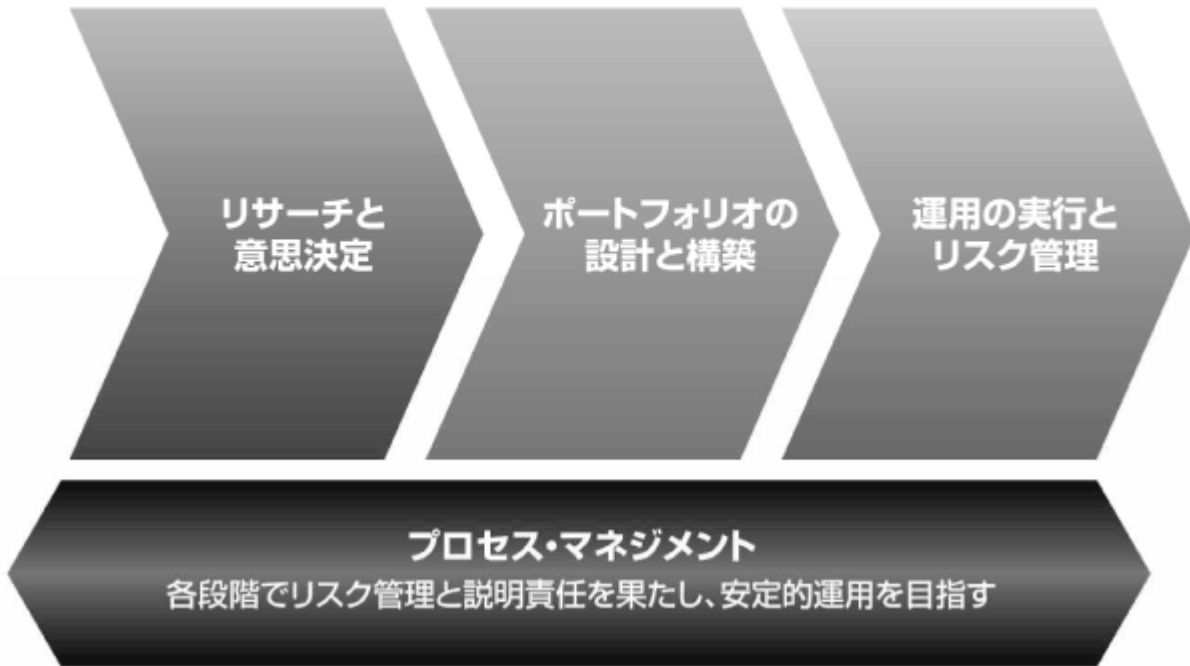 リサーチと
意思決定
ポートフォリオの
設計と構築
運用の実行と
リスク管理
プロセス・マネジメント
各段階でリスク管理と説明責任を果たし、安定的運用を目指す